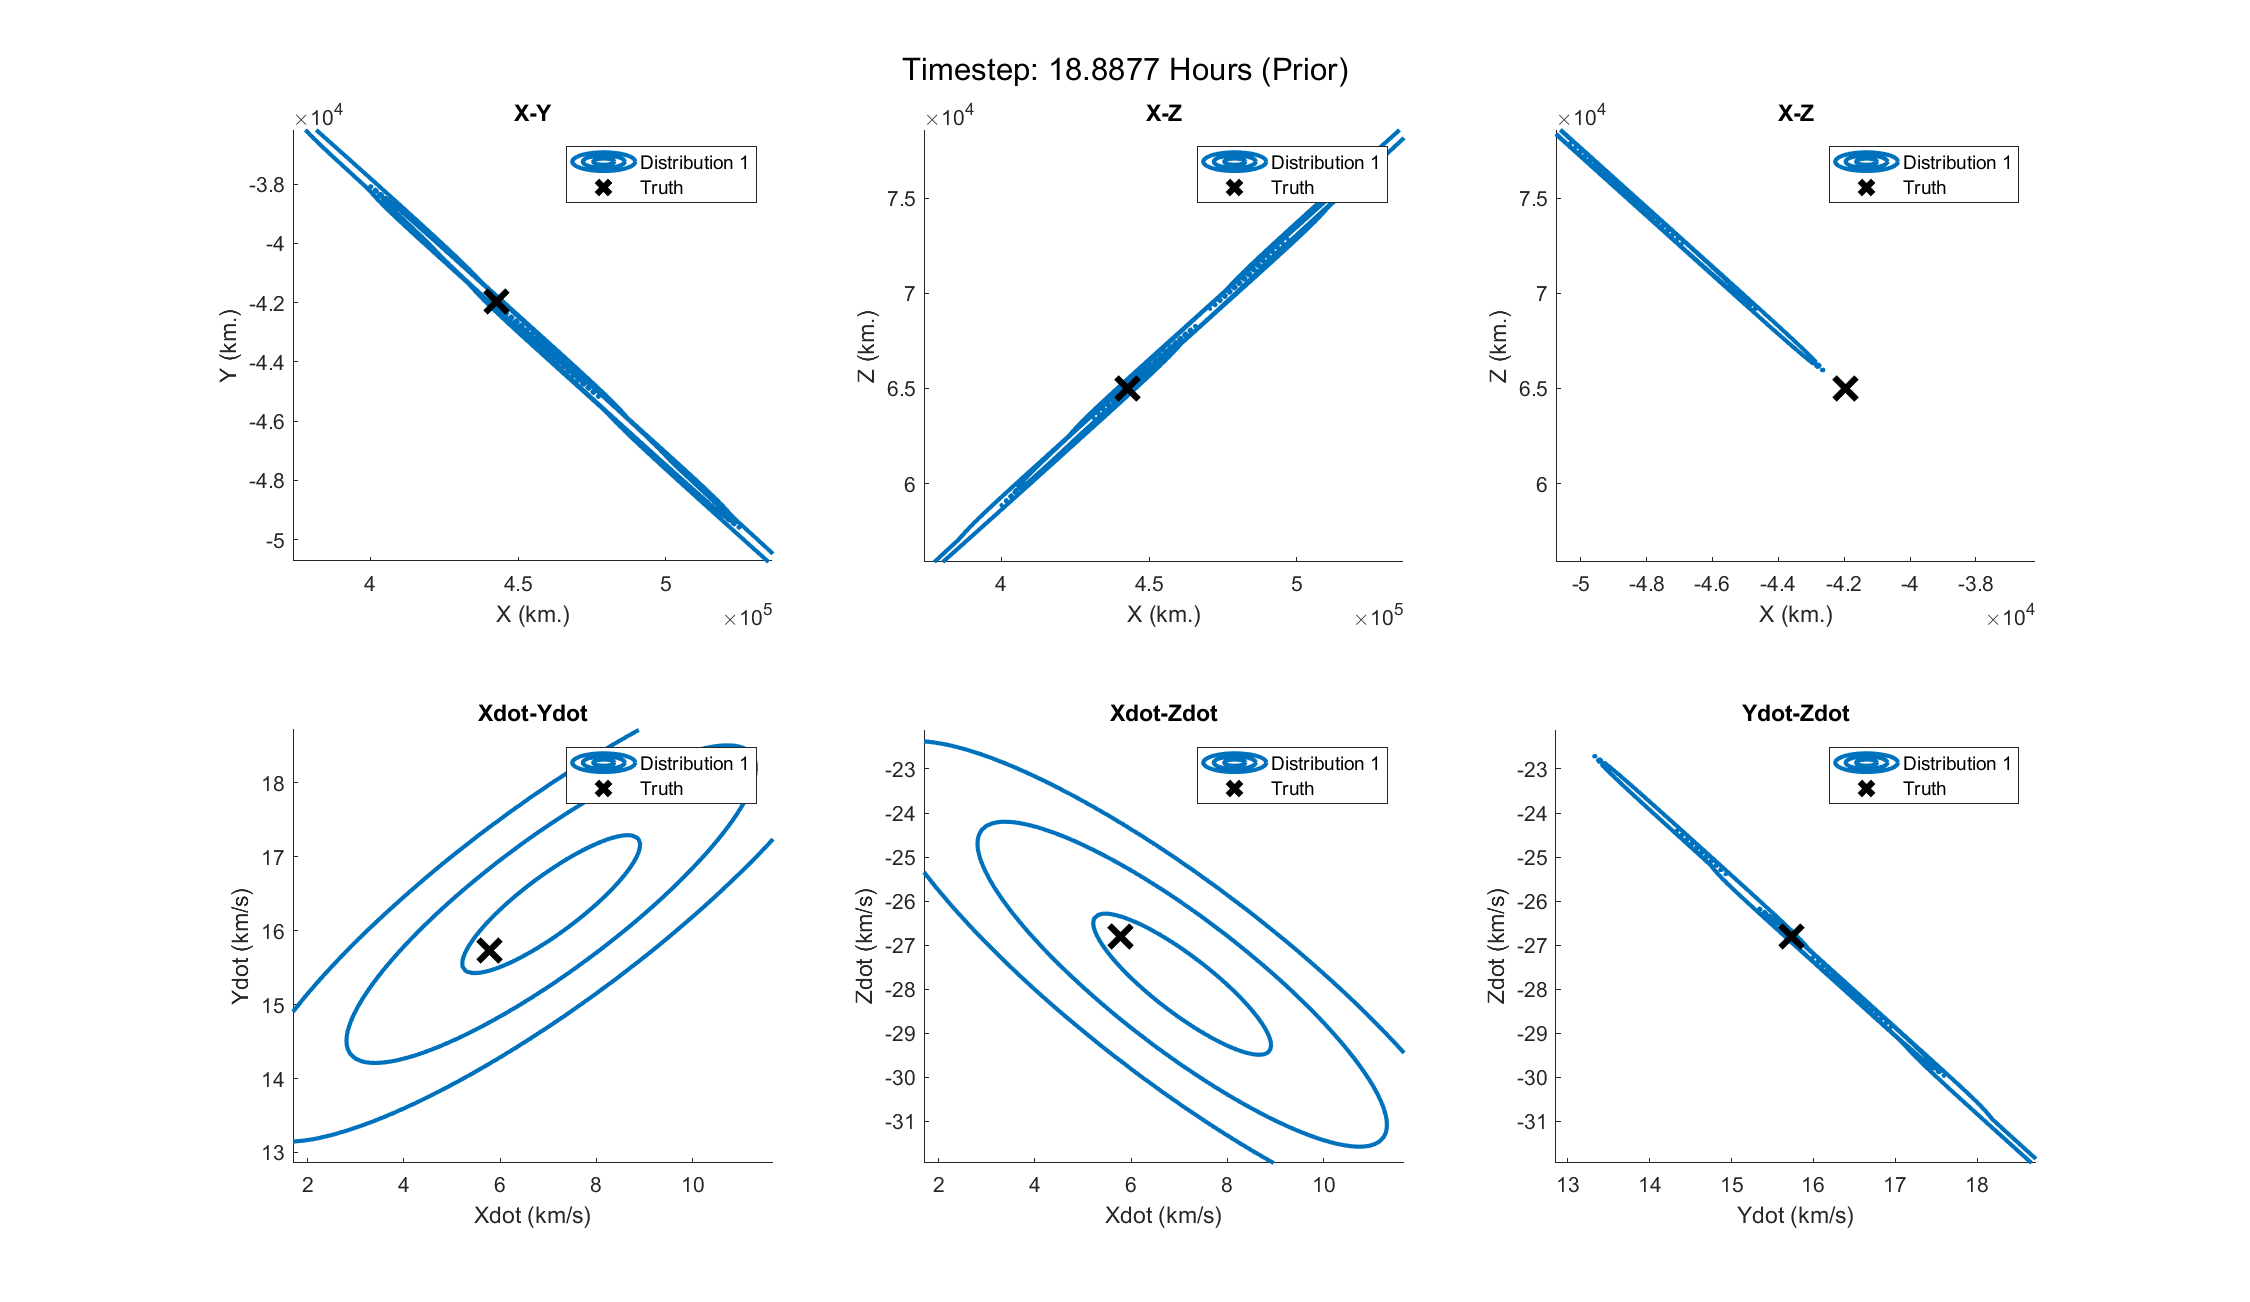 Timestep: 18.8877 Hours (Prior)
X-Y
×10^4
Distribution 1
Truth
-3.8
-4
-4.2
-4.4
-4.6
-4.8
-5
Y (km.)
4
4.5
5
X (km.)
×10^5
X-Z
×10^4
Distribution 1
Truth
7.5
7
6.5
6
Z (km.)
4
4.5
5
X (km.)
×10^5
X-Z
×10^4
Distribution 1
Truth
7.5
7
6.5
6
Z (km.)
-5
-4.8
-4.6
-4.4
-4.2
-4
-3.8
X (km.)
×10^4
Xdot-Ydot
Distribution 1
Truth
18
17
16
15
14
13
Ydot (km/s)
2
4
6
8
10
Xdot (km/s)
Xdot-Zdot
Distribution 1
Truth
-23
-24
-25
-26
-27
-28
-29
-30
-31
Zdot (km/s)
2
4
6
8
10
Xdot (km/s)
Ydot-Zdot
Distribution 1
Truth
-23
-24
-25
-26
-27
-28
-29
-30
-31
Zdot (km/s)
13
14
15
16
17
18
Ydot (km/s)